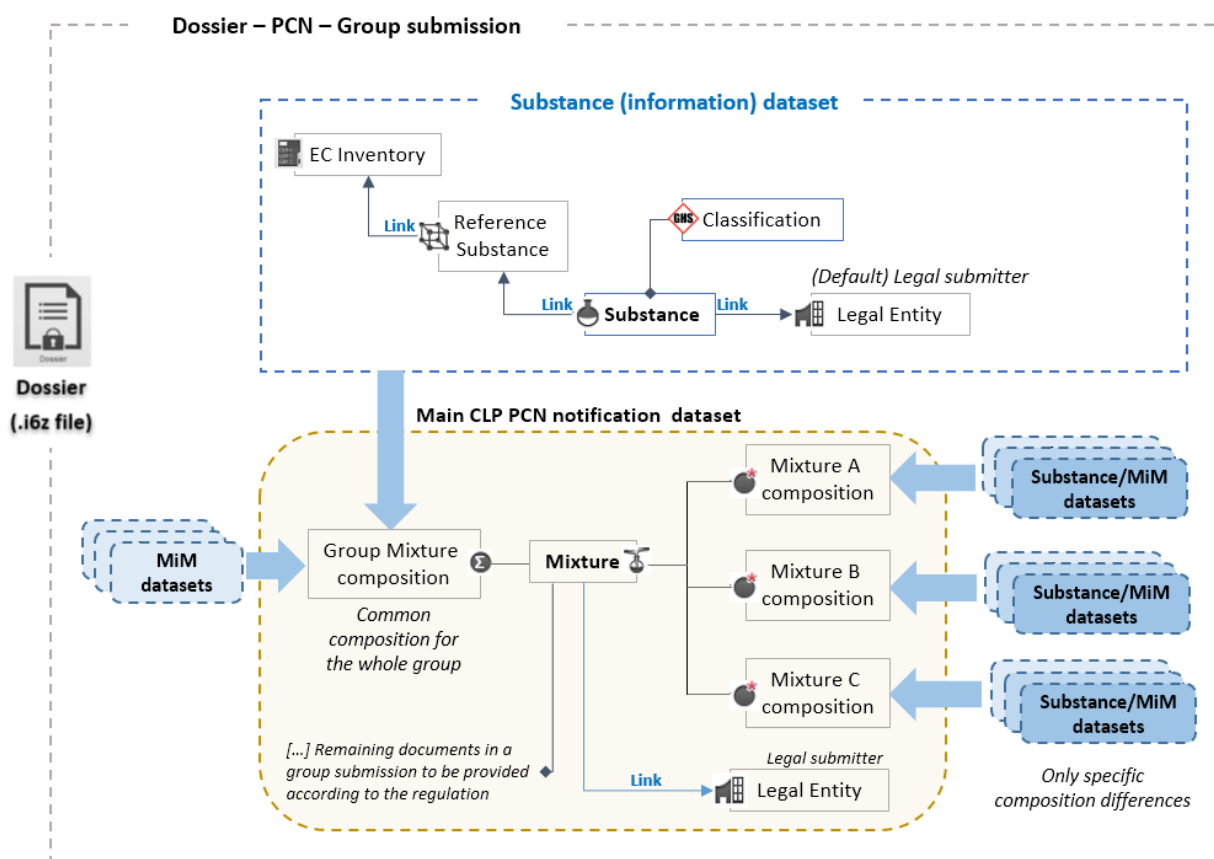 Dossier – PCN – Group submission
Substance (information) dataset
EC Inventory
Link
Reference
Substance
GHS
Classification
(Default) Legal submitter
Link
Substance
Link
Legal Entity
Dossier
Dossier
(.i6z file)
Main CLP PCN notification dataset
Mixture A
composition
Substance/MiM
datasets
MiM
datasets
Group Mixture
composition
Σ
Mixture
Mixture B
composition
Substance/MiM
datasets
Common
composition for
the whole group
Mixture C
composition
Substance/MiM
datasets
[…] Remaining documents in a
group submission to be provided
according to the regulation
Link
Legal submitter
Legal Entity
Only specific
composition differences